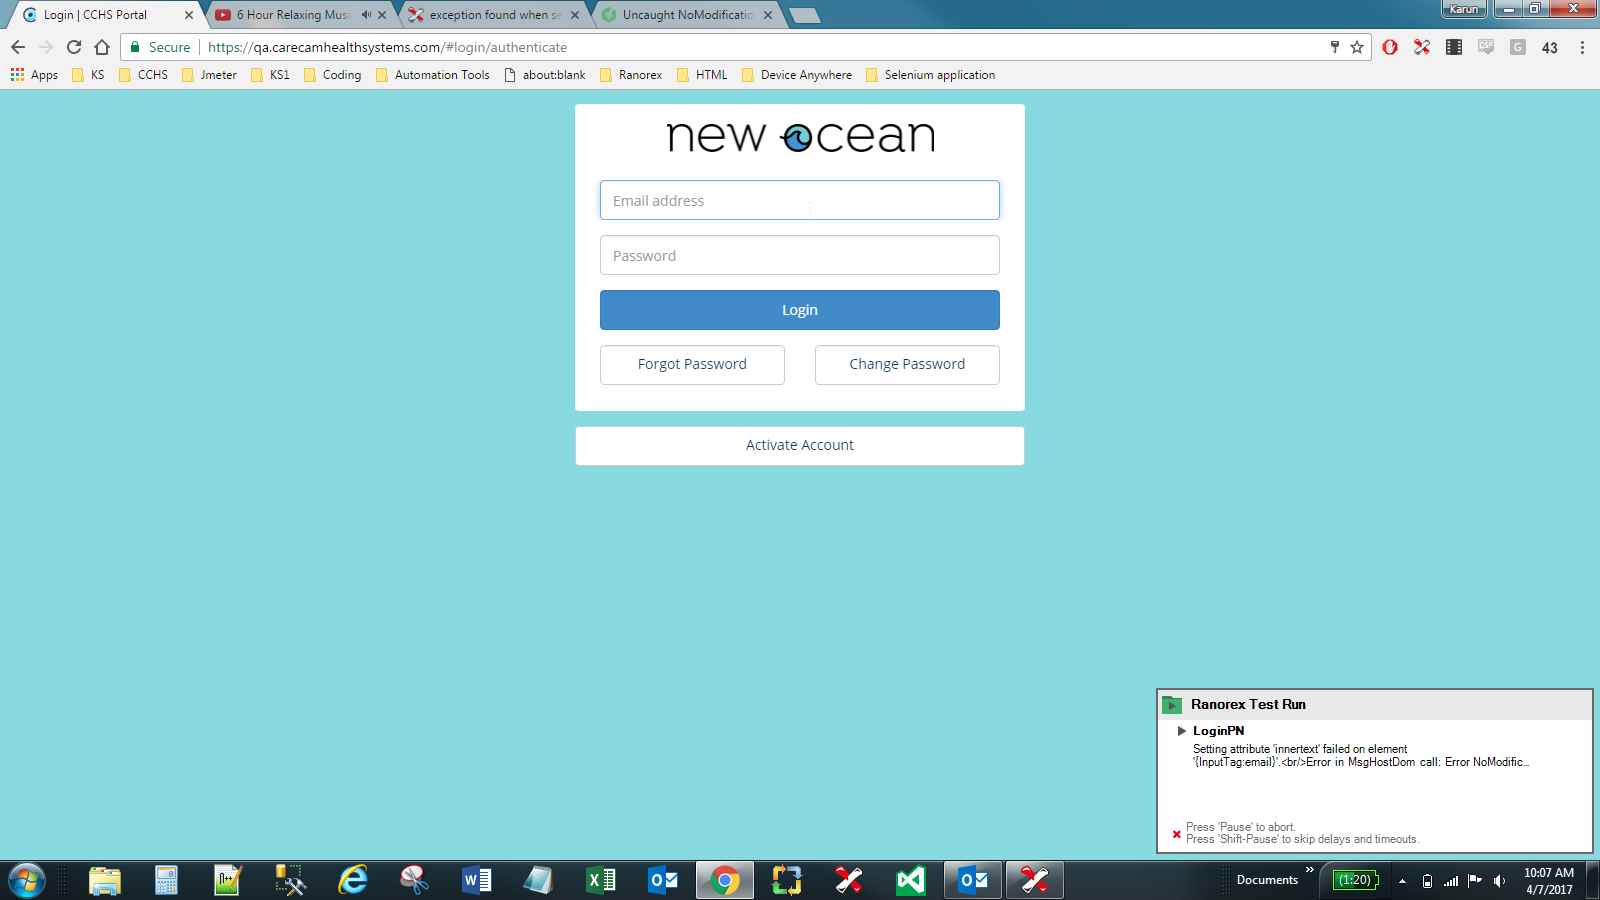 Login | CCHS Portal
6 Hour Relaxing Mus
exception found when se
Uncaught NoModificatio
Karun
Secure
https://qa.carecamhealthsystems.com/#login/authenticate
CSP
G
43
Apps
KS
CCHS
Jmeter
KS1
Coding
Automation Tools
about:blank
Ranorex
HTML
Device Anywhere
Selenium application
new ocean
Email address
Password
Login
Forgot Password
Change Password
Activate Account
Ranorex Test Run
LoginPN
Setting attribute 'innertext' failed on element
'{InputTag:email}'.<br/>Error in MsgHostDom call: Error NoModific...
Press 'Pause' to abort.
Press 'Shift-Pause' to skip delays and timeouts.
Documents
(1:20)
10:07 AM
4/7/2017